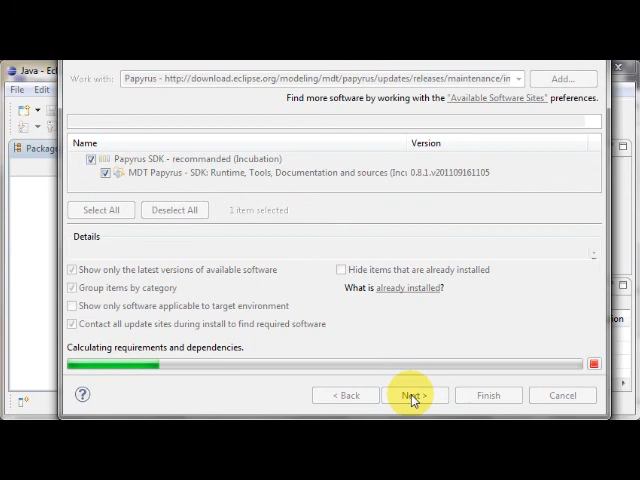 Java - Ec
File Edit
Work with: Papyrus - http://download.eclipse.org/modeling/mdt/papyrus/updates/releases/maintenance/in Add...
Find more software by working with the "Available Software Sites" preferences.
Packag
Name Version
Papyrus SDK - recommanded (Incubation)
MDT Papyrus - SDK: Runtime, Tools, Documentation and sources (Incu 0.8.1.v201109161105
Select All Deselect All 1 item selected
Details
Show only the latest versions of available software Hide items that are already installed
Group items by category What is already installed?
Show only software applicable to target environment
ion
Contact all update sites during install to find required software
Calculating requirements and dependencies.
? < Back Next > Finish Cancel